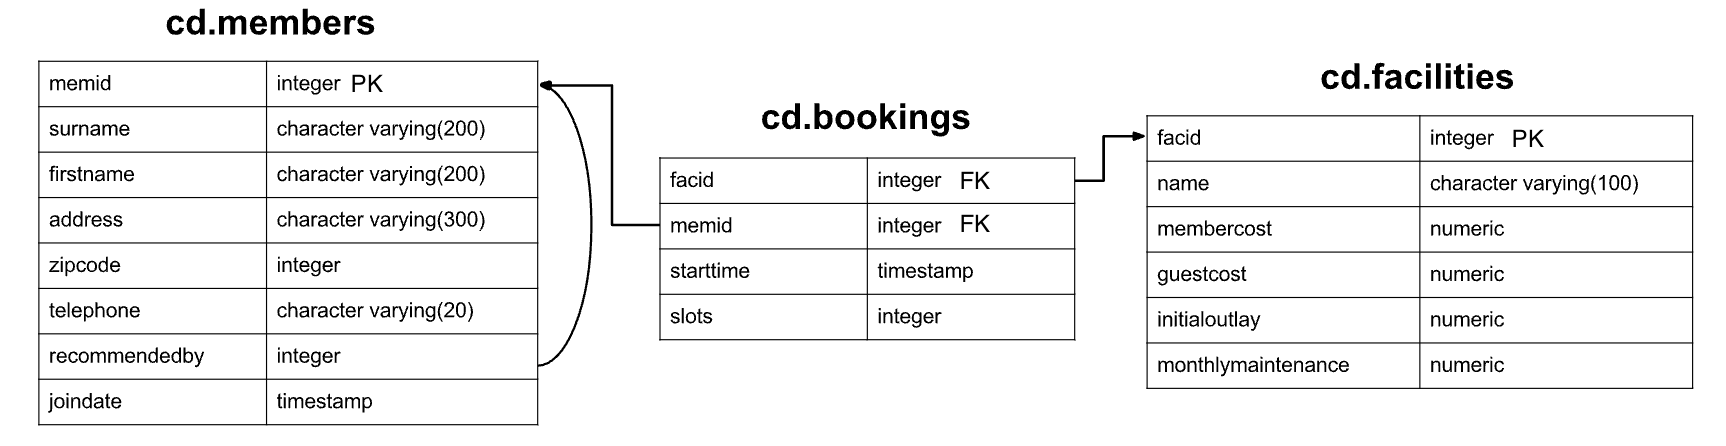 cd.members
memid integer PK
surname character varying(200)
firstname character varying(200)
address character varying(300)
zipcode integer
telephone character varying(20)
recommendedby integer
joindate timestamp
cd.bookings
facid integer FK
memid integer FK
starttime timestamp
slots integer
cd.facilities
facid integer PK
name character varying(100)
membercost numeric
guestcost numeric
initialoutlay numeric
monthlymaintenance numeric